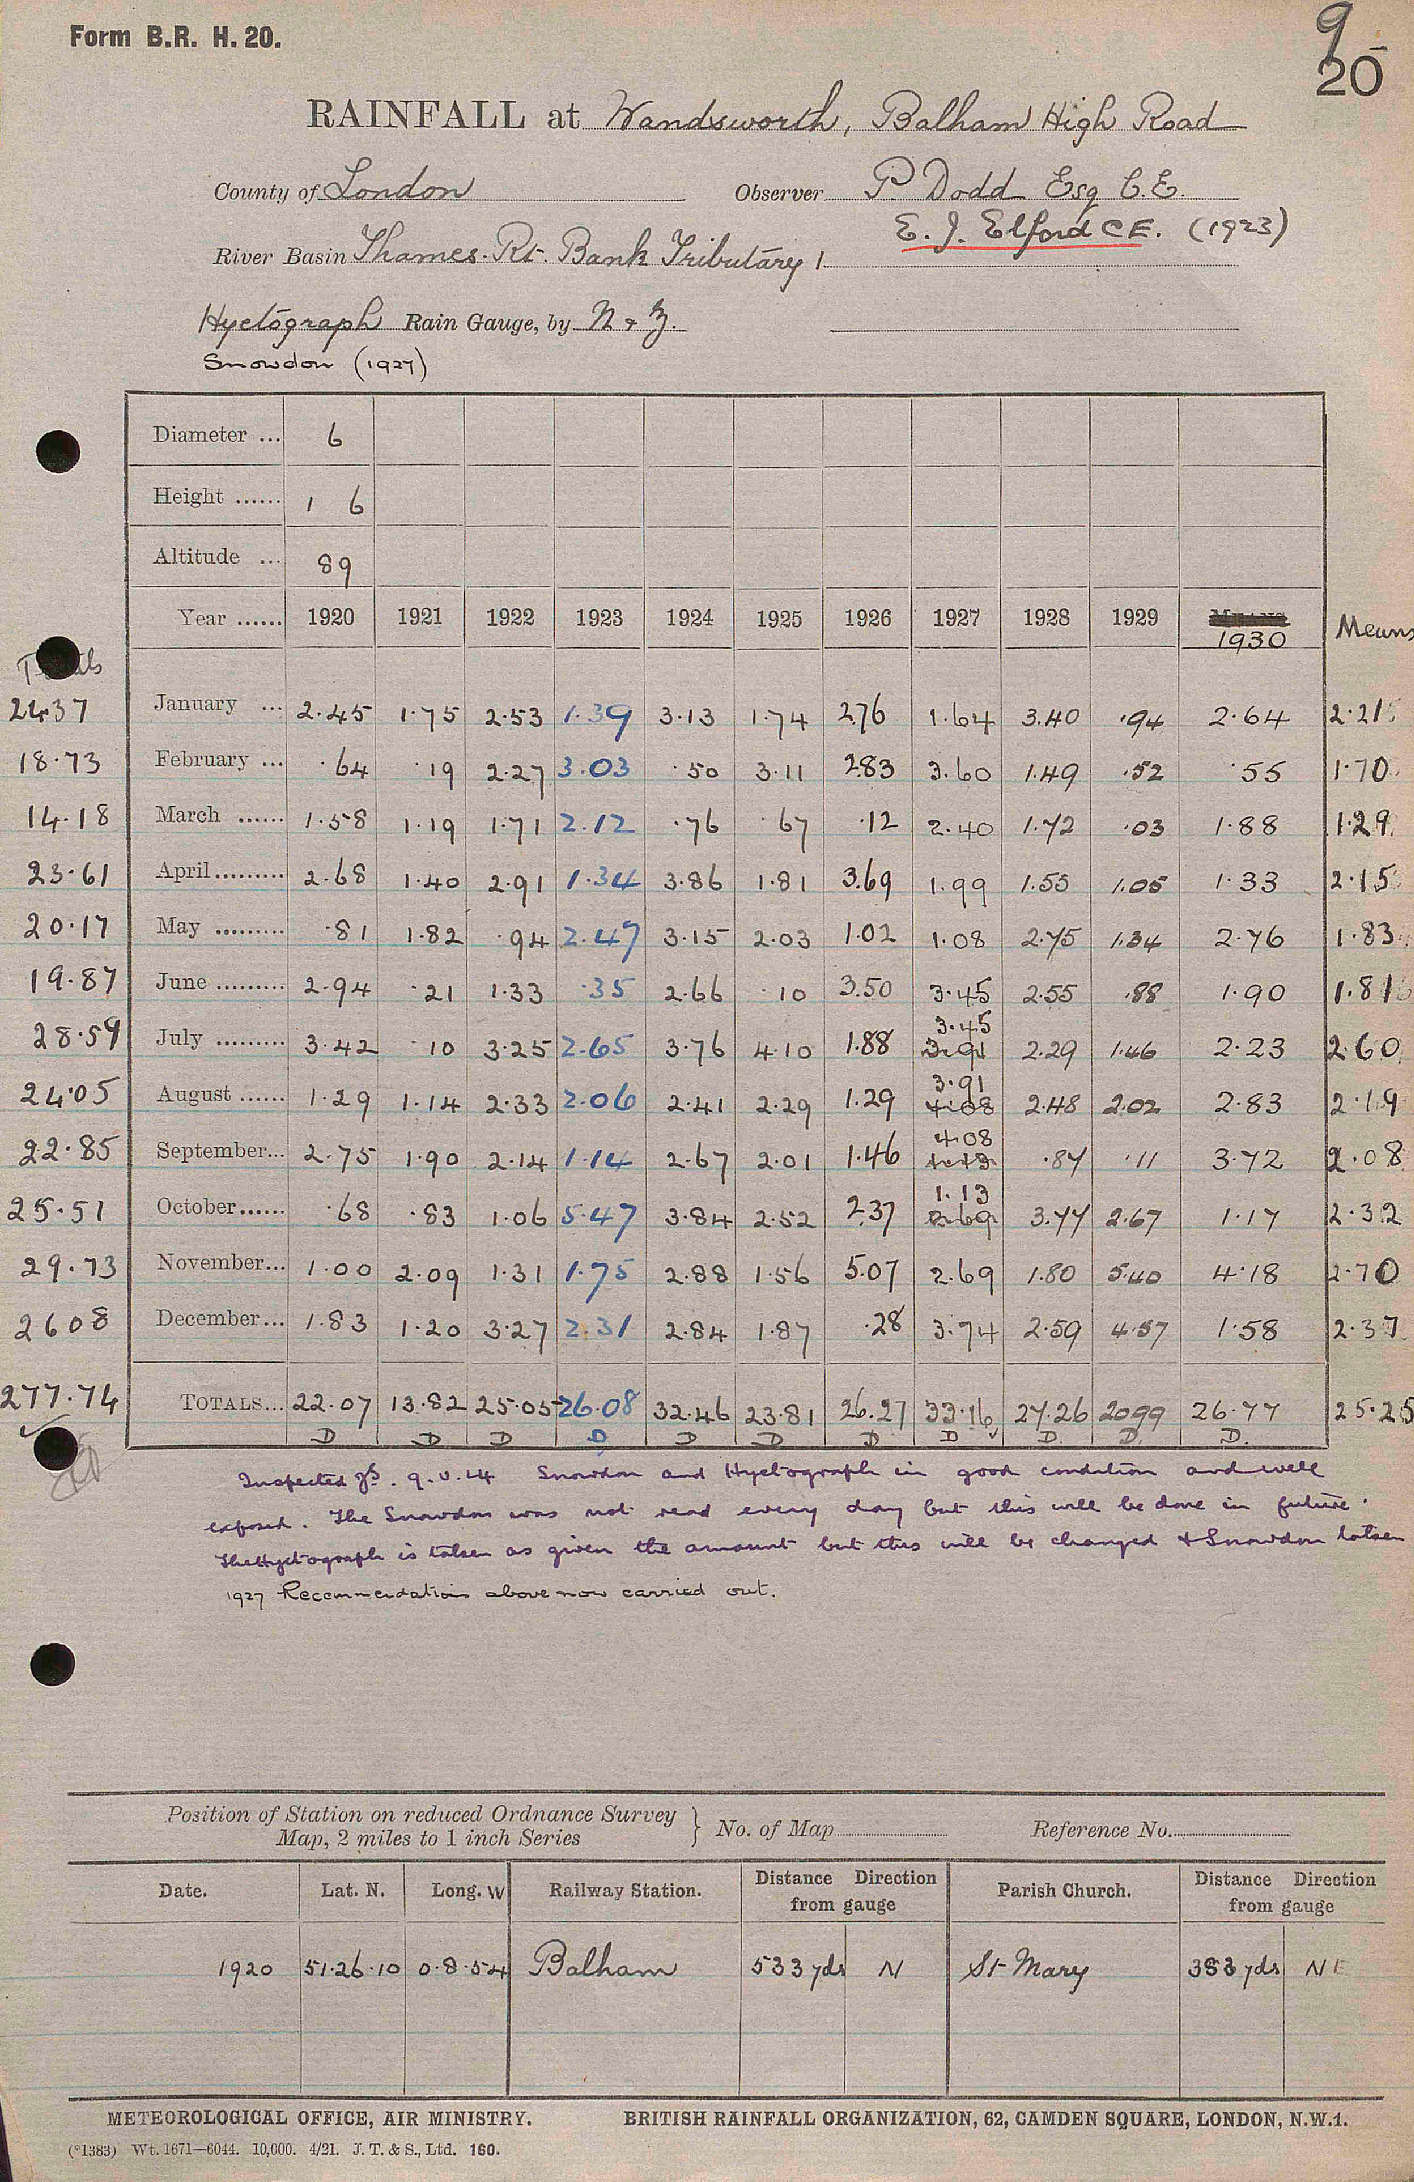 Form B.R. H. 20.
9
20
RAINFALL at Wandsworth, Balham High Road
County of London Observer P. Dodd Esq C.E.
E. J. Elford C E. (1923)
River Basin Thames. Rt. Bank Tributary 1
Hyetograph Rain Gauge, by N & Z.
Snowdon (1927)
Diameter ... 6
Height ...... 1 6
Altitude ... 89
Year ...... 1920 1921 1922 1923 1924 1925 1926 1927 1928 1929 1930 Means
Totals
24.37 January ... 2.45 1.75 2.53 1.39 3.13 1.74 2.76 1.64 3.40 .94 2.64 2.21
18.73 February ... .64 .19 2.27 3.03 .50 3.11 2.83 3.60 1.49 .52 .55 1.70
14.18 March ...... 1.58 1.19 1.71 2.12 .76 .67 .12 2.40 1.72 .03 1.88 1.29
23.61 April......... 2.68 1.40 2.91 1.34 3.86 1.81 3.69 1.99 1.55 1.05 1.33 2.15
20.17 May ......... .81 1.82 .94 2.47 3.15 2.03 1.02 1.08 2.75 1.34 2.76 1.83
19.87 June ......... 2.94 .21 1.33 .35 2.66 .10 3.50 3.45 2.55 .88 1.90 1.81
28.59 July ......... 3.42 .10 3.25 2.65 3.76 4.10 1.88 3.45 3.91 2.29 1.46 2.23 2.60
24.05 August ...... 1.29 1.14 2.33 2.06 2.41 2.29 1.29 3.91 4.08 2.48 2.02 2.83 2.19
22.85 September... 2.75 1.90 2.14 1.14 2.67 2.01 1.46 4.08 1.13 .87 .11 3.72 2.08
25.51 October...... .68 .83 1.06 5.47 3.84 2.52 2.37 1.13 2.69 3.77 2.67 1.17 2.32
29.73 November... 1.00 2.09 1.31 1.75 2.88 1.56 5.07 2.69 1.80 5.40 4.18 2.70
26 08 December... 1.83 1.20 3.27 2.31 2.84 1.87 .28 3.74 2.59 4.57 1.58 2.37
277.74 TOTALS... 22.07 13.82 25.05 26.08 32.46 23.81 26.27 33.16 27.26 20.99 26.77 25.25
D D D D D D D D D. D. D.
Inspected 9.v.24 Snowdon and Hyetograph in good condition and well
exposed. The Snowdon was not read every day but this will be done in future.
The Hyetograph is taken as given the amount but this will be changed & Snowdon taken
1927 Recommendations above now carried out.
Position of Station on reduced Ordnance Survey
Map, 2 miles to 1 inch Series } No. of Map Reference No.
Date. Lat. N. Long. W Railway Station. Distance Direction from gauge Parish Church. Distance Direction from gauge
1920 51.26.10 0.8.54 Balham 533 yds N St Mary 383 yds NE
METEOROLOGICAL OFFICE, AIR MINISTRY. BRITISH RAINFALL ORGANIZATION, 62, CAMDEN SQUARE, LONDON, N.W.1.
(*1383) Wt. 1671—6044. 10,000. 4/21. J. T. & S., Ltd. 160.